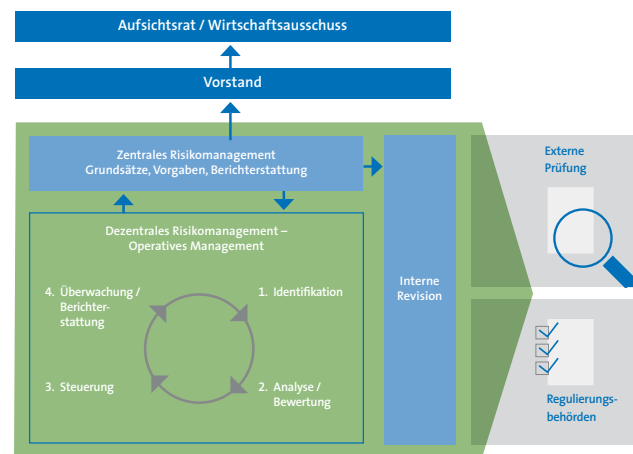 Aufsichtsrat / Wirtschaftsausschuss
Vorstand
Zentrales Risikomanagement
Grundsätze, Vorgaben, Berichterstattung
Dezentrales Risikomanagement –
Operatives Management
4. Überwachung /
Berichter-
stattung
1. Identifikation
3. Steuerung
2. Analyse /
Bewertung
Interne
Revision
Externe
Prüfung
Regulierungs-
behörden